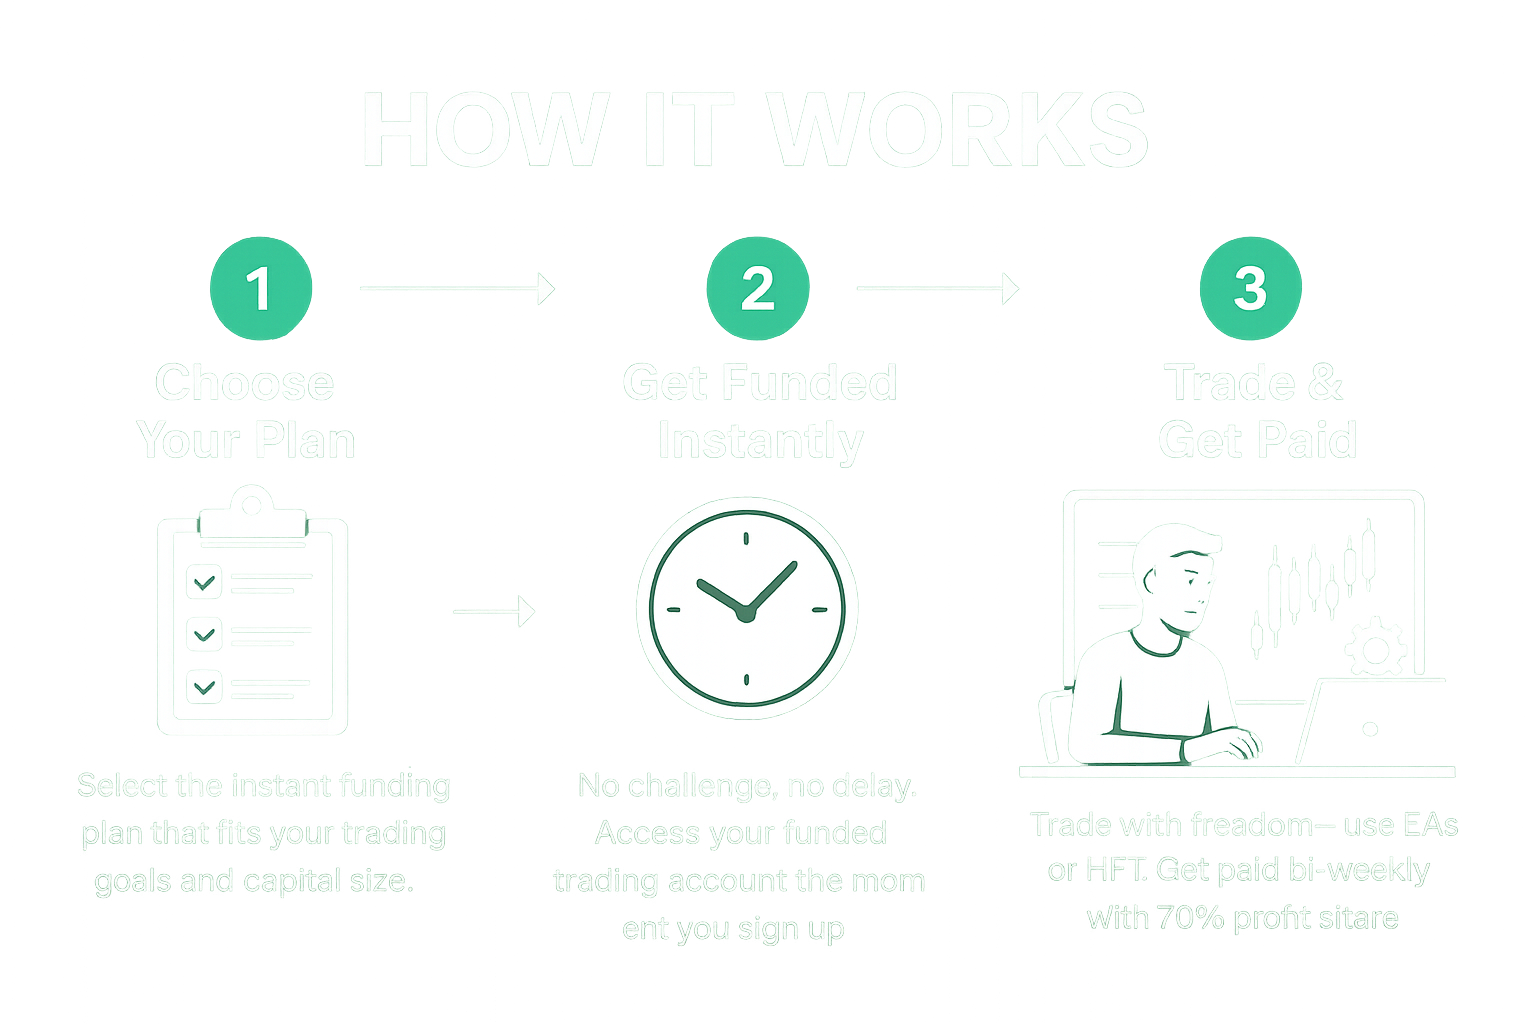 HOW IT WORKS
1
2
3
Choose
Your Plan
Get Funded
Instantly
Trade &
Get Paid
Select the instant funding
plan that fits your trading
goals and capital size.
No challenge, no delay.
Access your funded
trading account the mom
ent you sign up
Trade with freadom— use EAs
or HFT. Get paid bi-weekly
with 70% profit sitare